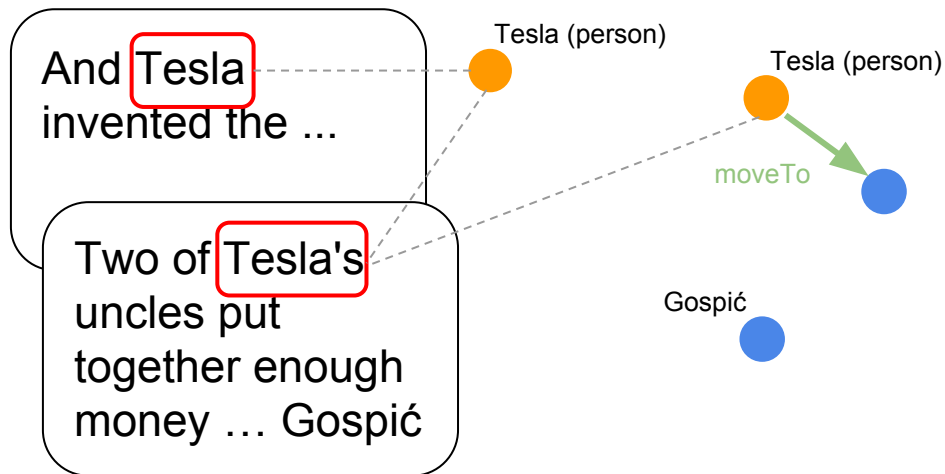 And Tesla
invented the ...
Two of Tesla's
uncles put
together enough
money … Gospić
Tesla (person)
Tesla (person)
moveTo
Gospić